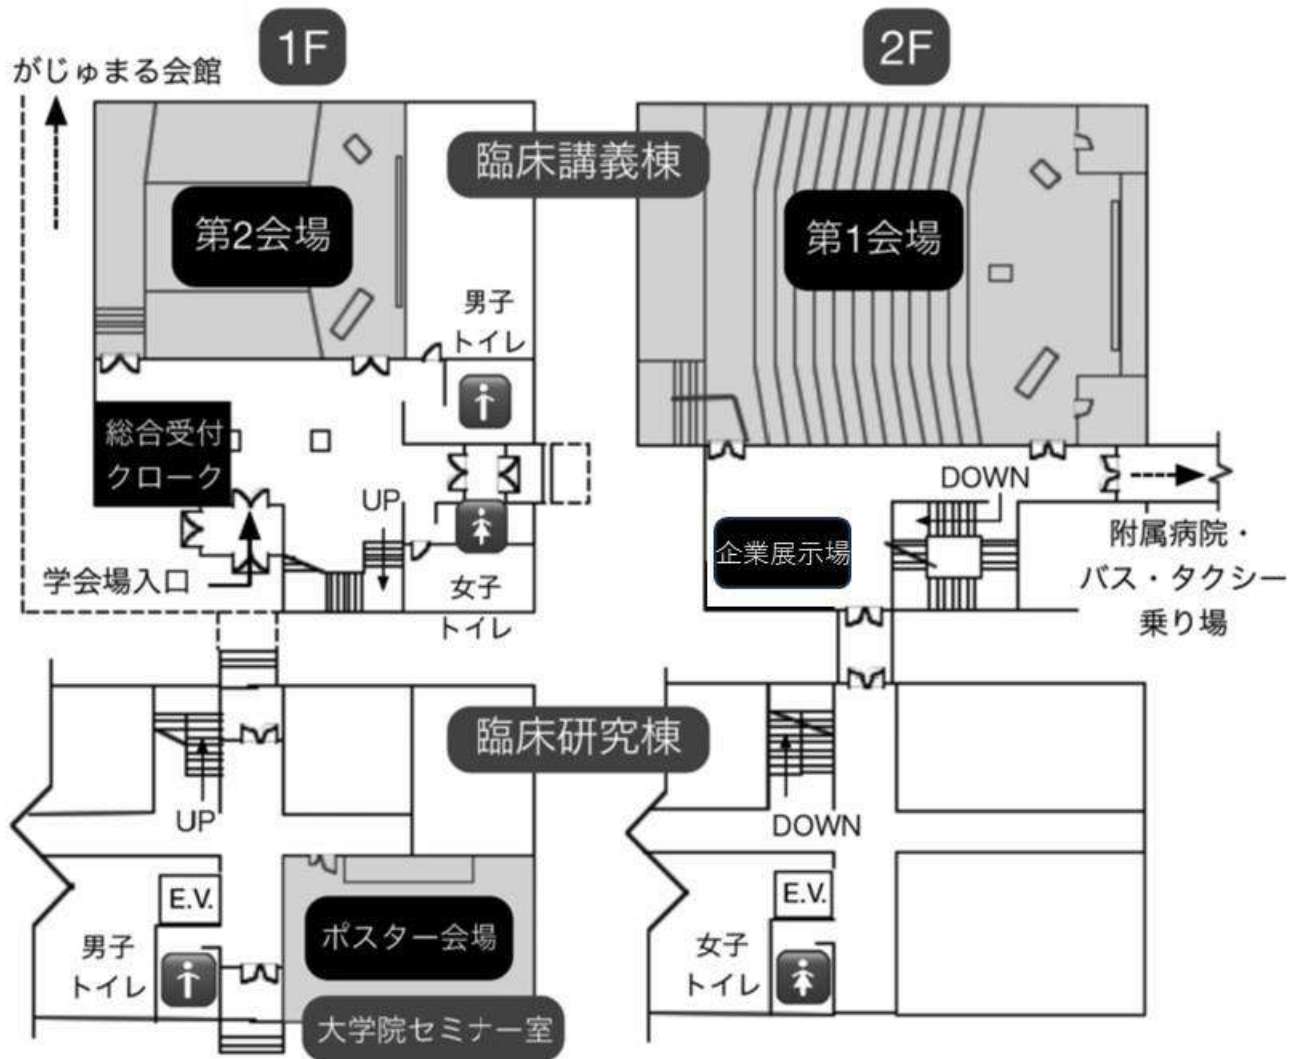 1F
2F
がじゅまる会館
臨床講義棟
第2会場
第1会場
男子
トイレ
総合受付
クローク
UP
DOWN
企業展示場
附属病院・
バス・タクシー
乗り場
学会場入口
女子
トイレ
臨床研究棟
UP
DOWN
E.V.
E.V.
ポスター会場
男子
トイレ
女子
トイレ
大学院セミナー室